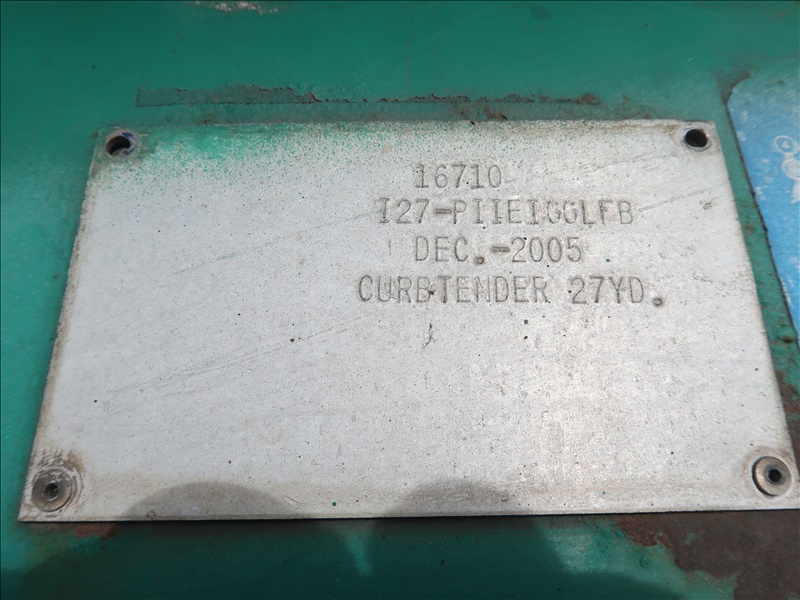 16710
I27-PIIEIGGLFB
DEC.-2005
CURBTENDER 27YD.